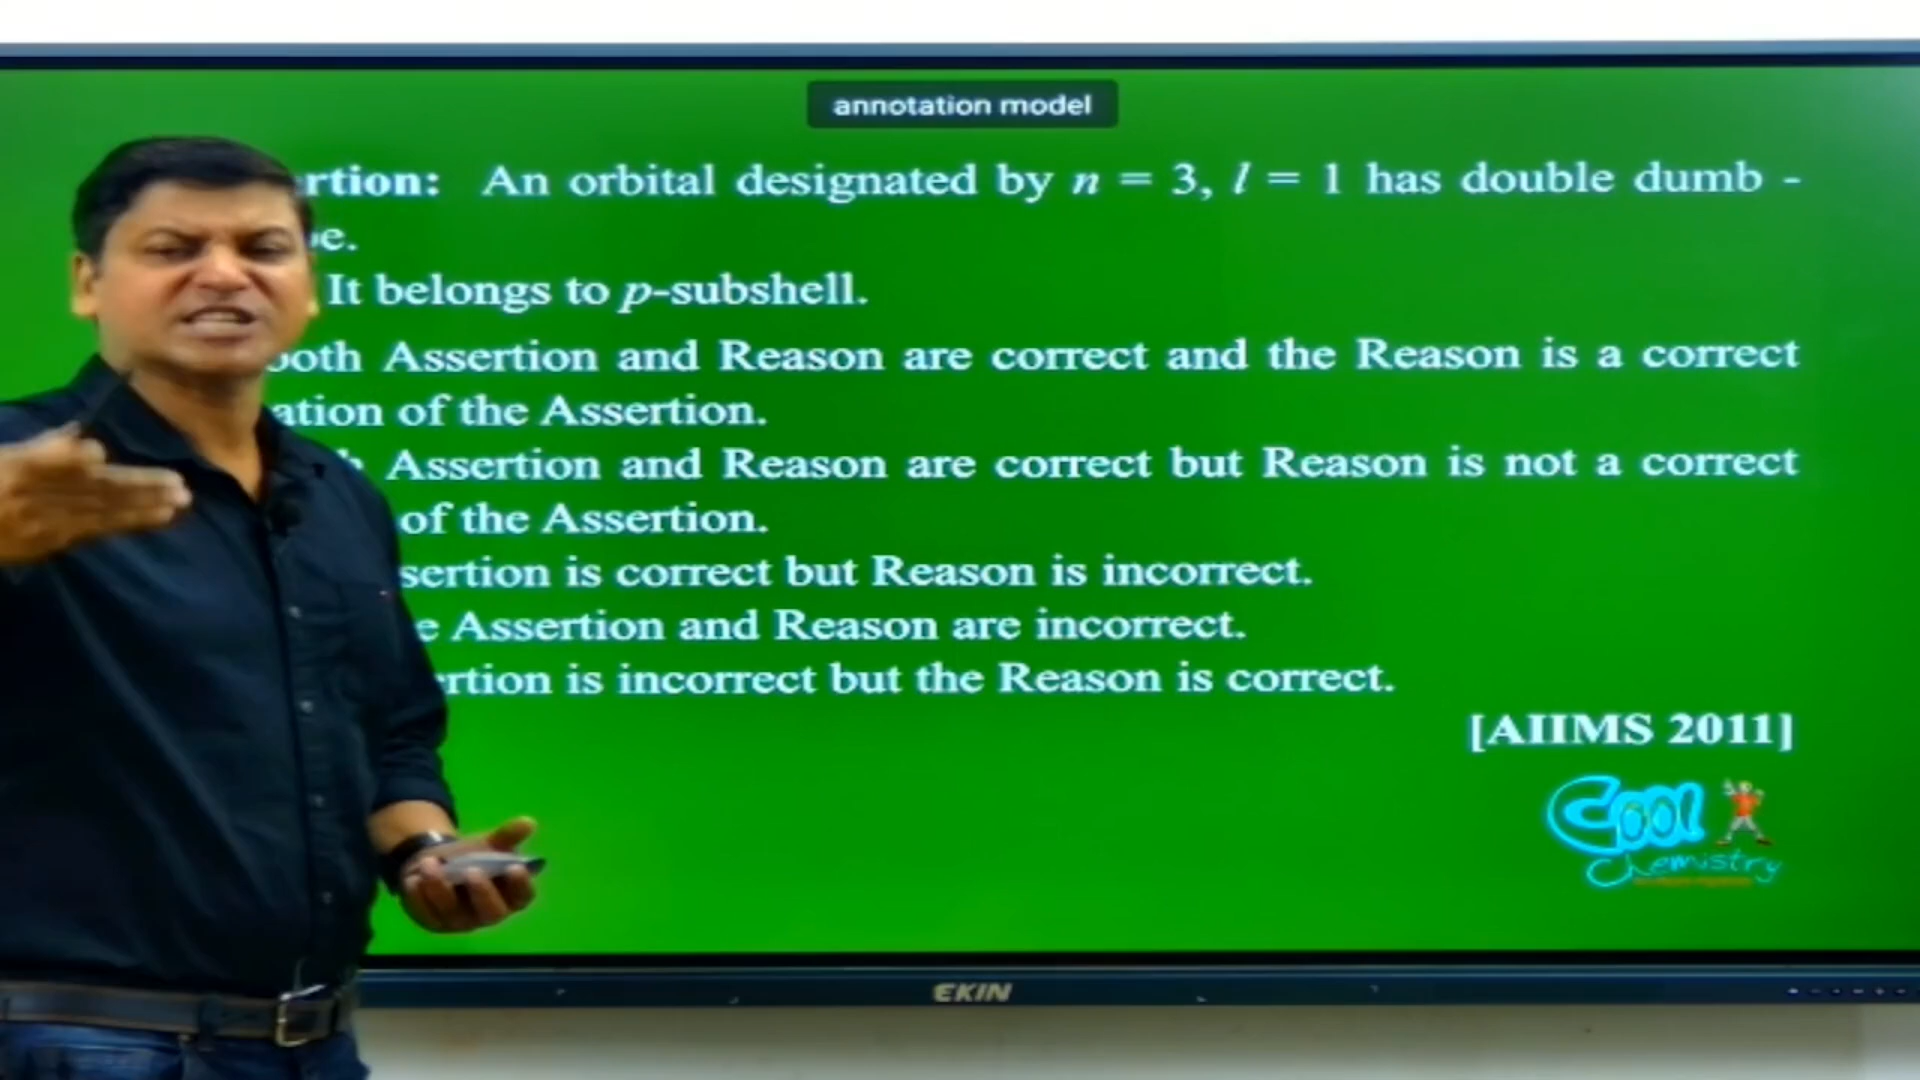 annotation model
rtion: An orbital designated by n = 3, l = 1 has double dumb -
e.
It belongs to p-subshell.
both Assertion and Reason are correct and the Reason is a correct
ation of the Assertion.
Assertion and Reason are correct but Reason is not a correct
of the Assertion.
sertion is correct but Reason is incorrect.
e Assertion and Reason are incorrect.
ertion is incorrect but the Reason is correct.
[AIIMS 2011]
Cool
Chemistry
EKIN